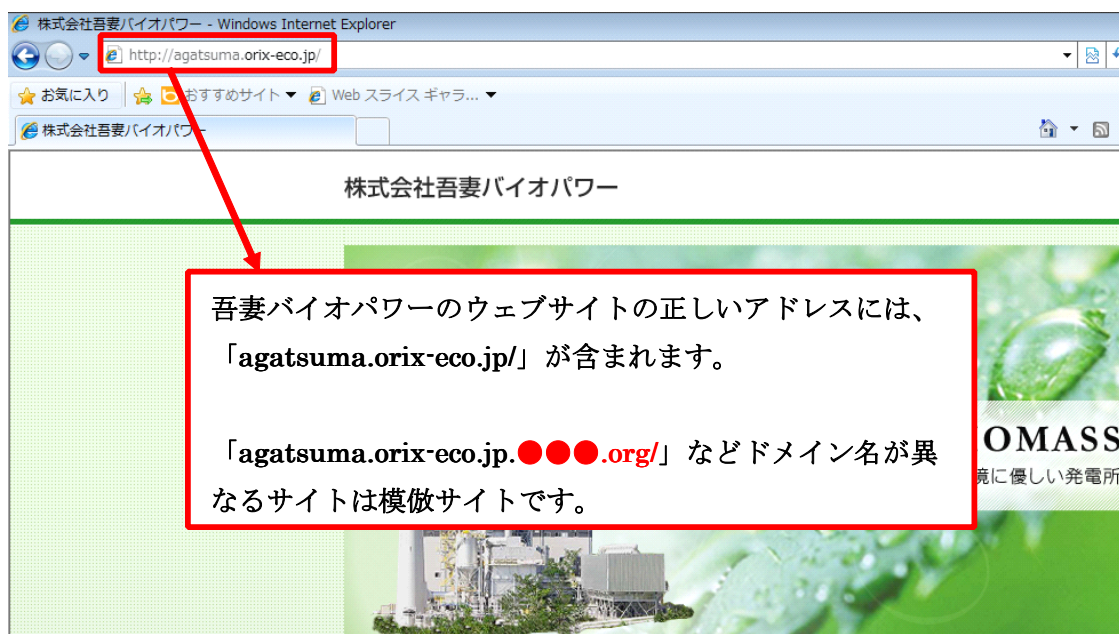 株式会社吾妻バイオパワー - Windows Internet Explorer
http://agatsuma.orix-eco.jp/
お気に入り おすすめサイト ▼ Web スライス ギャラ... ▼
株式会社吾妻バイオパワー
株式会社吾妻バイオパワー
吾妻バイオパワーのウェブサイトの正しいアドレスには、
「agatsuma.orix-eco.jp/」が含まれます。
「agatsuma.orix-eco.jp.●●●.org/」などドメイン名が異
なるサイトは模倣サイトです。
OMASS
境に優しい発電所